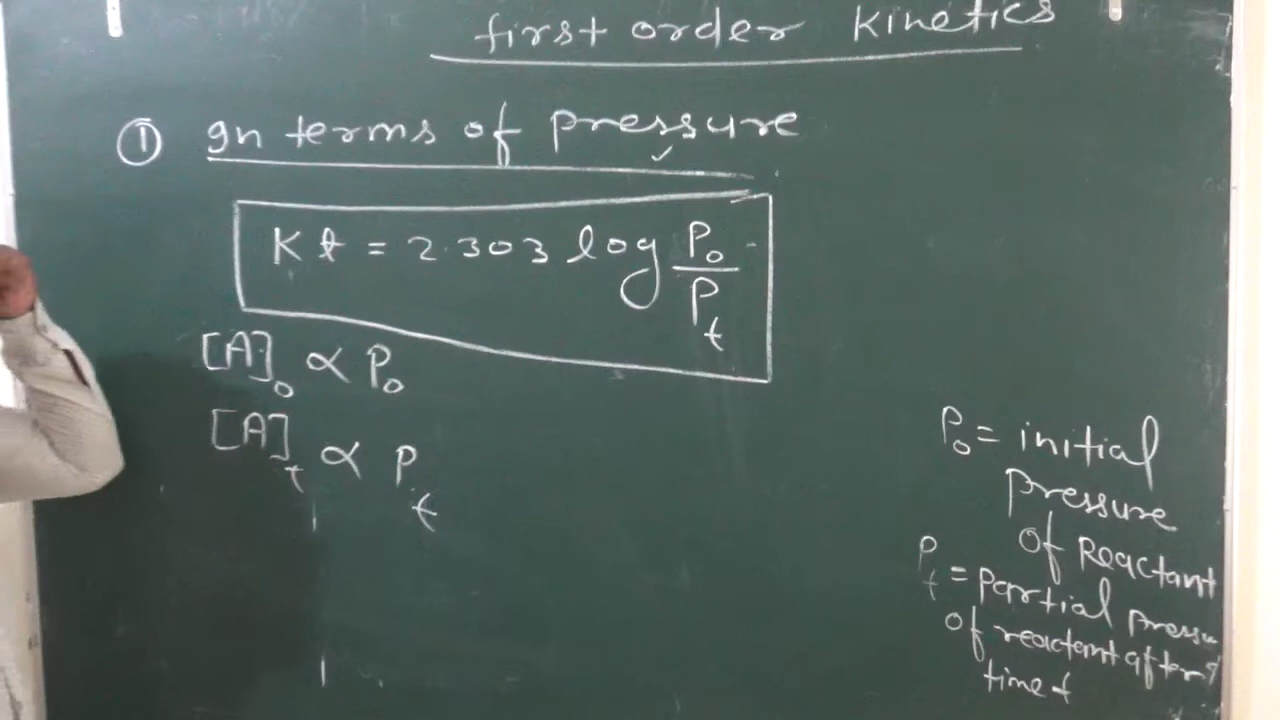 first order Kinetics
① In terms of pressure
Kt = 2.303 log P₀/Pₜ
[A]₀ ∝ P₀
[A]ₜ ∝ Pₜ
P₀ = initial
pressure
of Reactant
Pₜ = partial pressu
of reactant after
time t